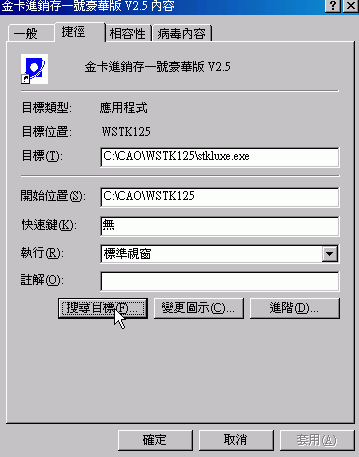 金卡進銷存一號豪華版 V2.5 內容
一般 捷徑 相容性 病毒內容
金卡進銷存一號豪華版 V2.5
目標類型: 應用程式
目標位置: WSTK125
目標(T): C:\CAO\WSTK125\stkluxe.exe
開始位置(S): C:\CAO\WSTK125
快速鍵(K): 無
執行(R): 標準視窗
註解(O):
搜尋目標(F)... 變更圖示(C)... 進階(D)...
確定 取消 套用(A)